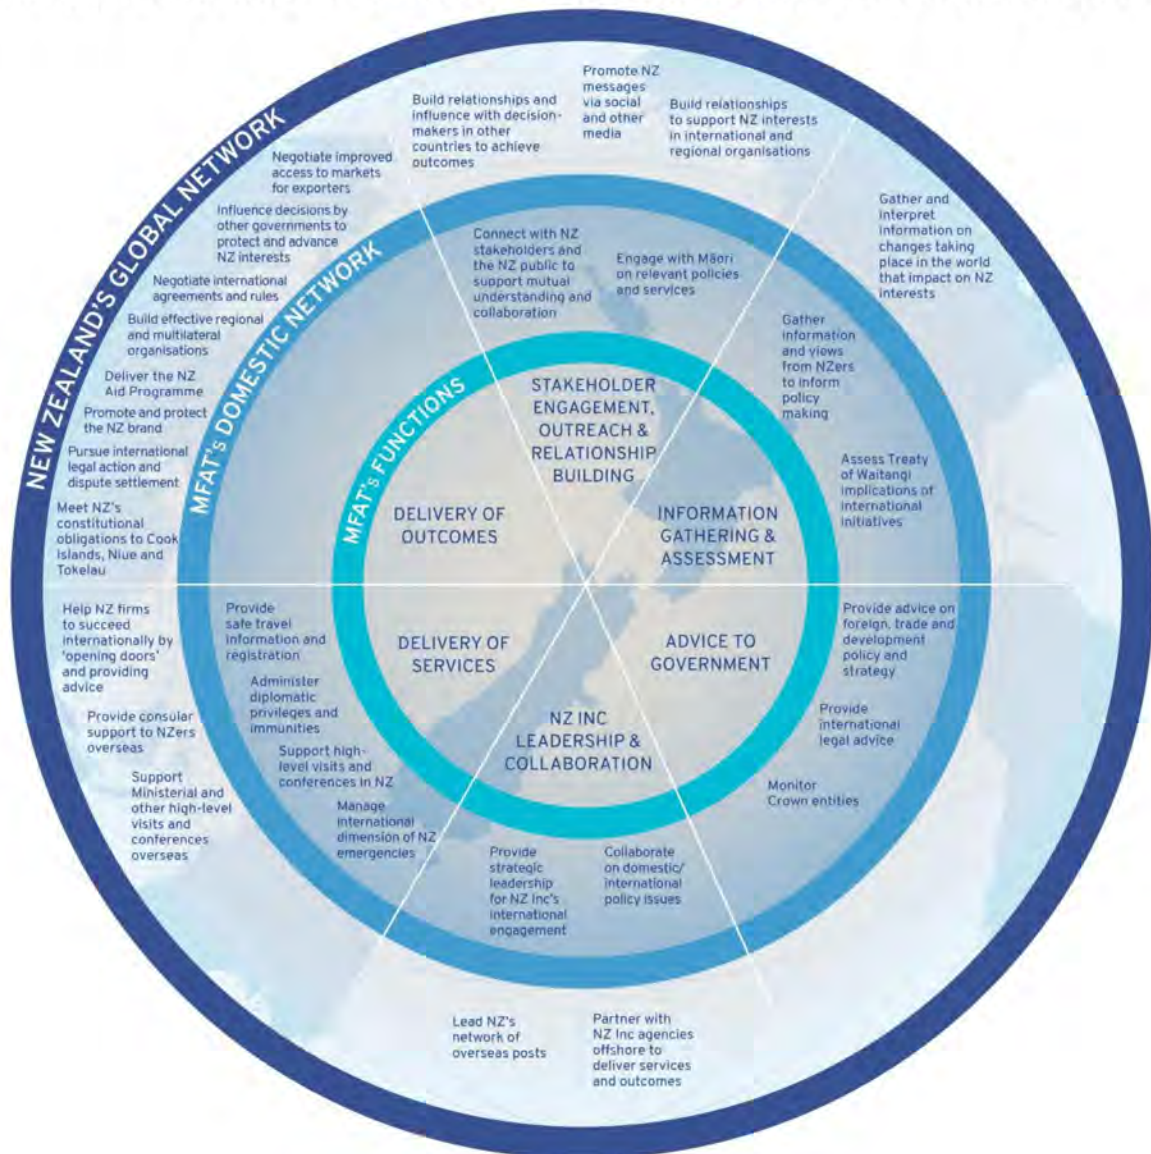 NEW ZEALAND'S GLOBAL NETWORK
Promote NZ
messages
via social
and other
media
Build relationships and
influence with decision-
makers in other
countries to achieve
outcomes
Build relationships
to support NZ interests
in international and
regional organisations
Negotiate improved
access to markets
for exporters
Influence decisions by
other governments to
protect and advance
NZ interests
Negotiate international
agreements and rules
Build effective regional
and multilateral
organisations
Deliver the NZ
Aid Programme
Promote and protect
the NZ brand
Pursue international
legal action and
dispute settlement
Meet NZ's
constitutional
obligations to Cook
Islands, Niue and
Tokelau
Gather and
interpret
information on
changes taking
place in the world
that impact on NZ
interests
MFAT's DOMESTIC NETWORK
Connect with NZ
stakeholders and
the NZ public to
support mutual
understanding and
collaboration
Engage with Māori
on relevant policies
and services
Gather
information
and views
from NZers
to inform
policy
making
Assess Treaty
of Waitangi
implications of
international
initiatives
MFAT's FUNCTIONS
STAKEHOLDER
ENGAGEMENT,
OUTREACH &
RELATIONSHIP
BUILDING
DELIVERY OF
OUTCOMES
INFORMATION
GATHERING &
ASSESSMENT
DELIVERY OF
SERVICES
ADVICE TO
GOVERNMENT
NZ INC
LEADERSHIP &
COLLABORATION
Help NZ firms
to succeed
internationally by
'opening doors'
and providing
advice
Provide consular
support to NZers
overseas
Support
Ministerial and
other high-level
visits and
conferences
overseas
Provide
safe travel
information and
registration
Administer
diplomatic
privileges and
immunities
Support high-
level visits and
conferences in NZ
Manage
international
dimension of NZ
emergencies
Provide
strategic
leadership
for NZ Inc's
international
engagement
Collaborate
on domestic/
international
policy issues
Provide advice on
foreign, trade and
development
policy and
strategy
Provide
international
legal advice
Monitor
Crown entities
Lead NZ's
network of
overseas posts
Partner with
NZ Inc agencies
offshore to
deliver services
and outcomes